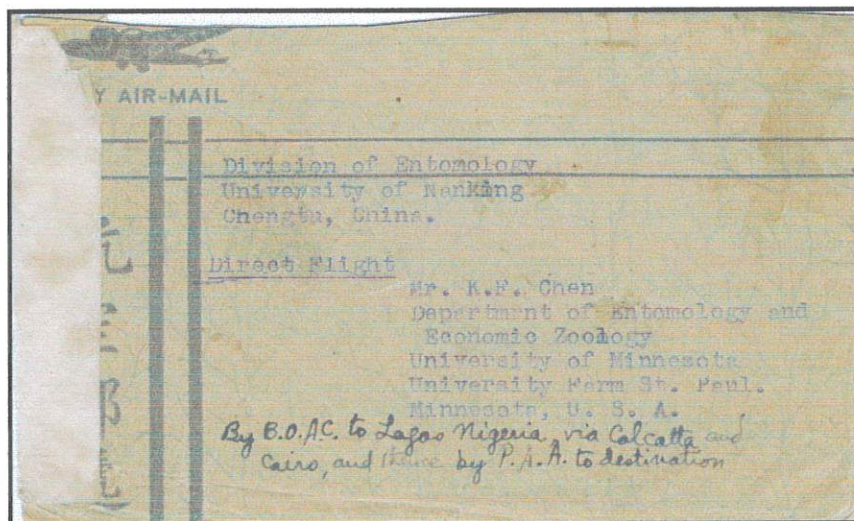 Y AIR-MAIL
Division of Entomology
University of Nanking
Chengtu, China.
Direct Flight
Mr. K.F. Chen
Department of Entomology and
Economic Zoology
University of Minnesota
University Farm St. Paul.
Minnesota, U. S. A.
By B.O.A.C. to Lagos Nigeria, via Calcatta and
Cairo, and thence by P.A.A. to destination